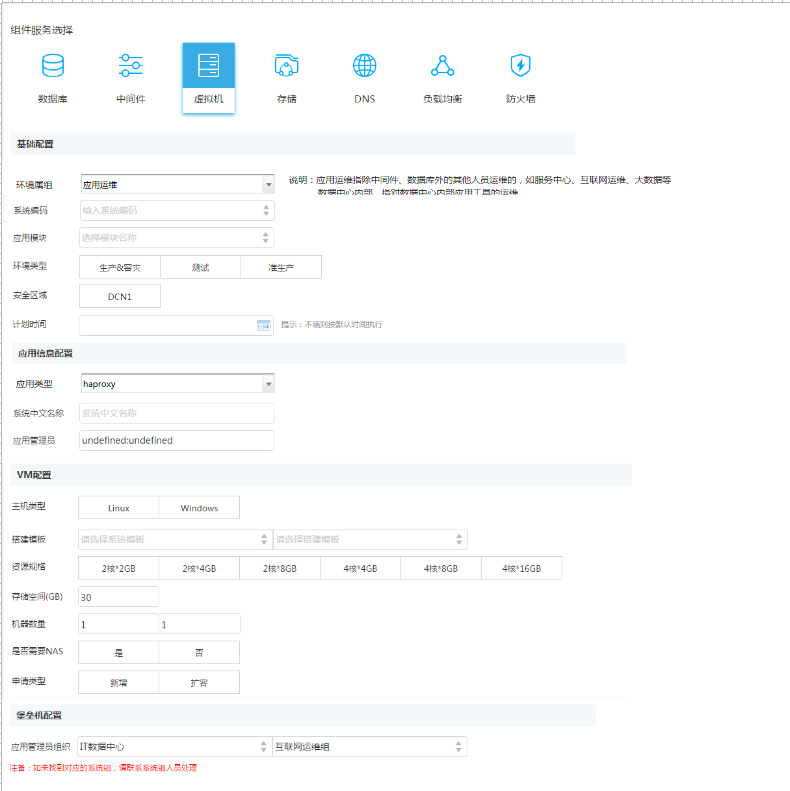 组件服务选择
数据库 中间件 虚拟机 存储 DNS 负载均衡 防火墙
基础配置
环境属组 应用运维 说明：应用运维指除中间件、数据库外的其他人员运维的，如服务中心、互联网运维、大数据等
数据中心内部，指对数据中心内部应用工具的运维。
系统编码 输入系统编码
应用模块 选择模块名称
环境类型 生产&容灾 测试 准生产
安全区域 DCN1
计划时间 提示：不填则按默认时间执行
应用信息配置
应用类型 haproxy
系统中文名称 系统中文名称
应用管理员 undefined:undefined
VM配置
主机类型 Linux Windows
搭建模板 请选择系统模板 请选择搭建模板
资源规格 2核*2GB 2核*4GB 2核*8GB 4核*4GB 4核*8GB 4核*16GB
存储空间(GB) 30
机器数量 1 1
是否需要NAS 是 否
申请类型 新增 扩容
堡垒机配置
应用管理员组织 IT数据中心 互联网运维组
注备：如未找到对应的系统组，请联系系统组人员处理